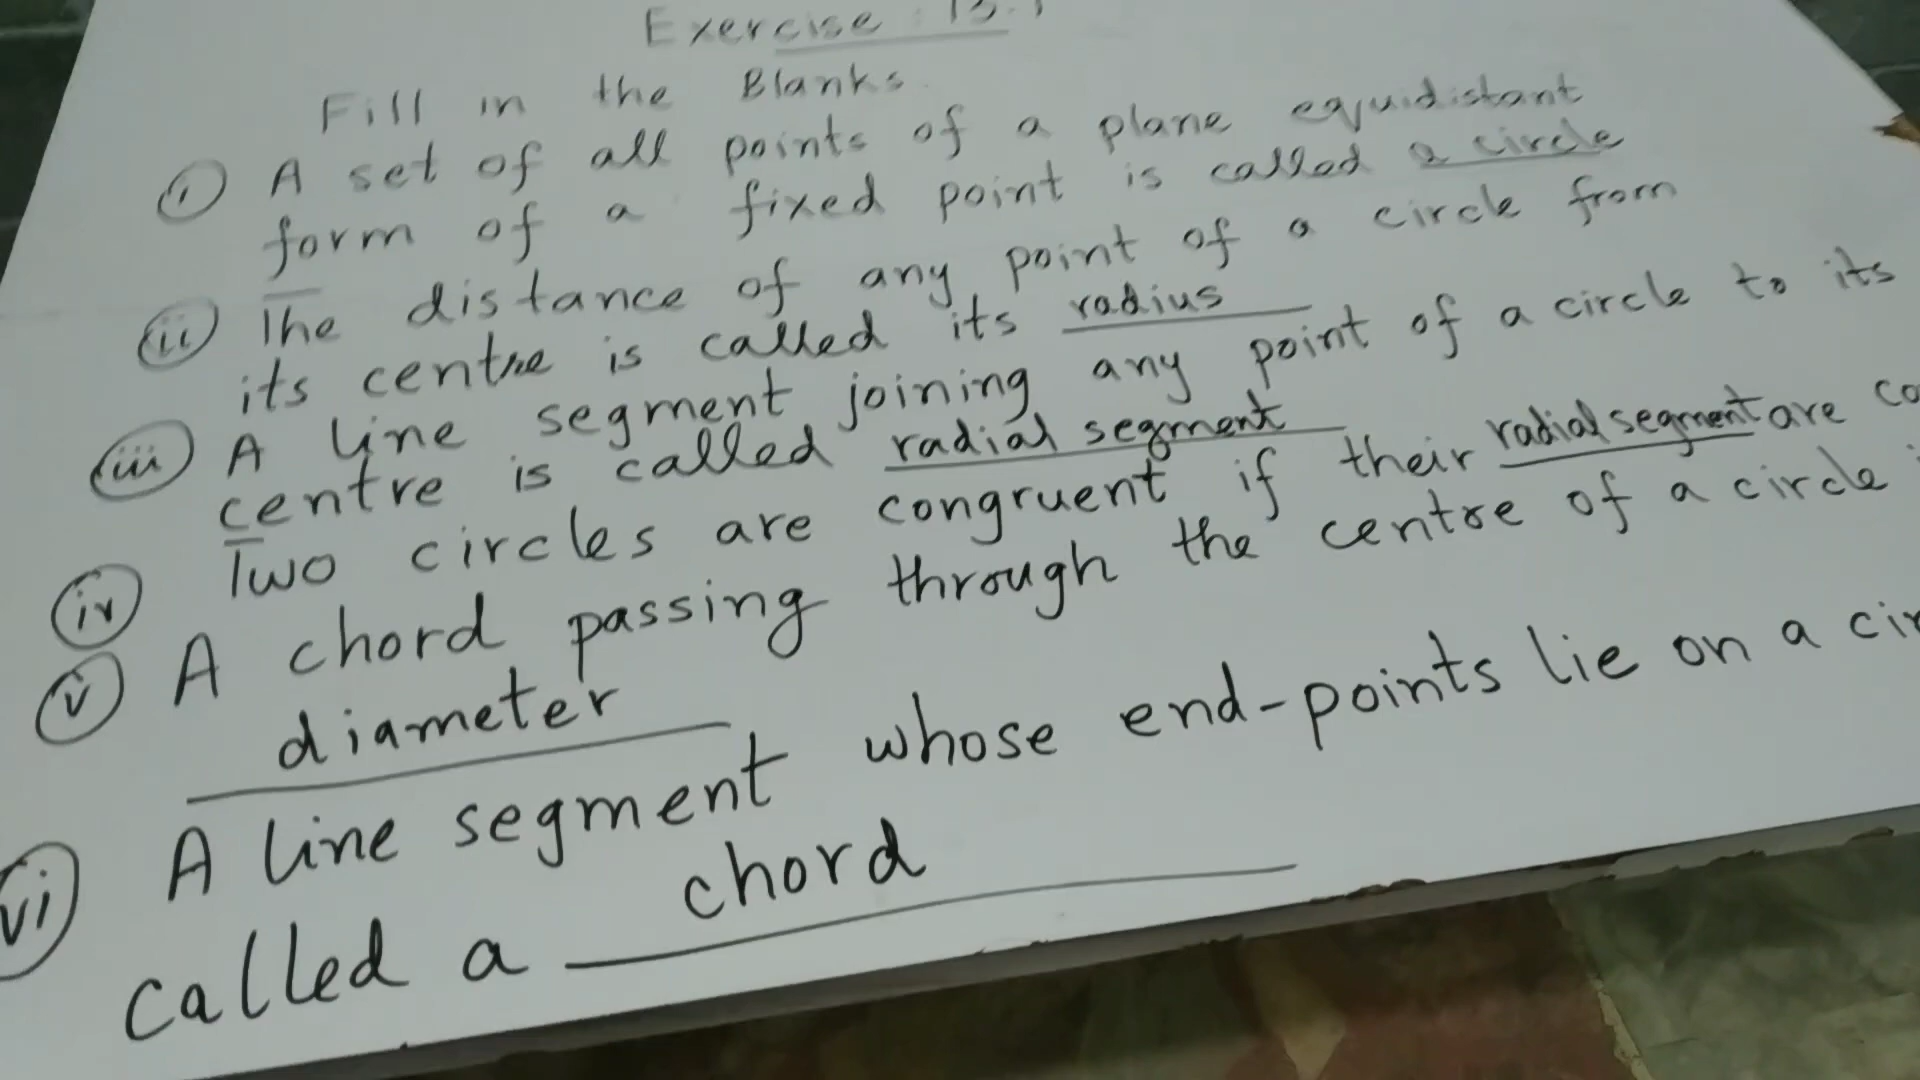 Exercise
Fill in the Blanks.
(i) A set of all points of a plane equidistant
form of a fixed point is called a circle
(ii) The distance of any point of a circle from
its centre is called its radius
(iii) A line segment joining any point of a circle to its
centre is called radial segment
(iv) Two circles are congruent if their radial segment are
(v) A chord passing through the centre of a circle
diameter
(vi) A line segment whose end-points lie on a
called a chord